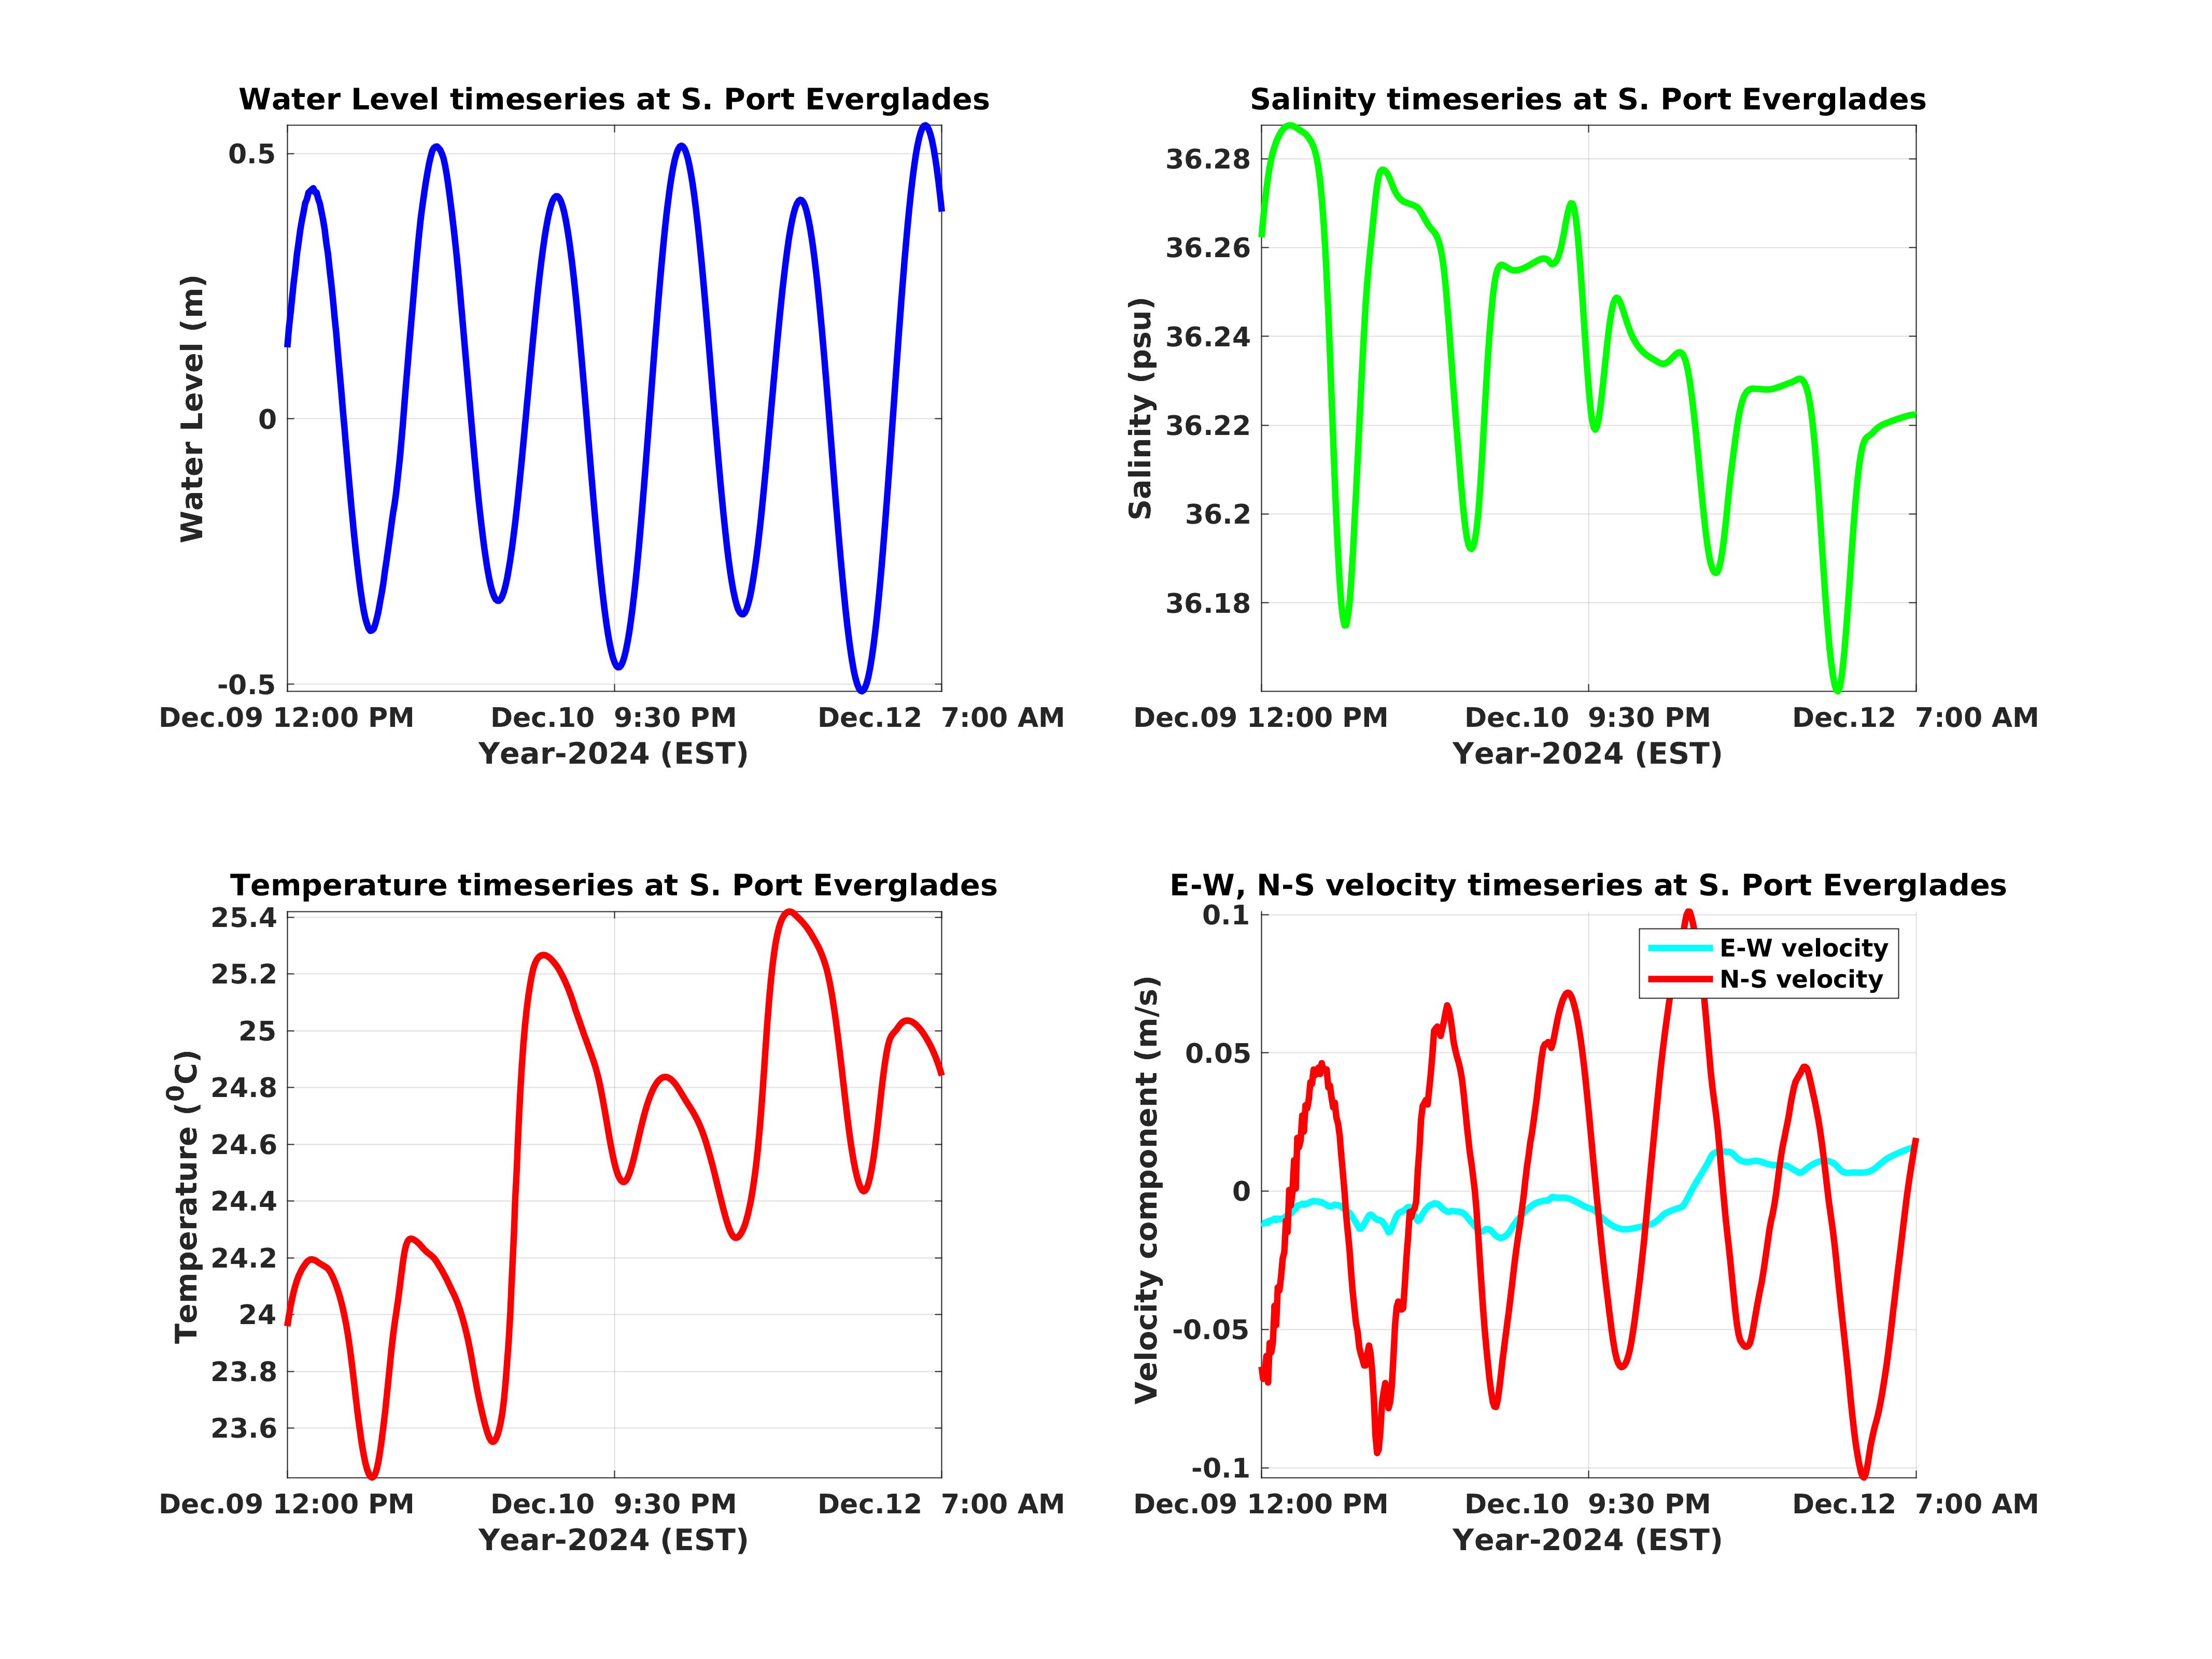 Water Level timeseries at S. Port Everglades
Water Level (m)
0.5
0
-0.5
Dec.09 12:00 PM Dec.10 9:30 PM Dec.12 7:00 AM
Year-2024 (EST)
Salinity timeseries at S. Port Everglades
Salinity (psu)
36.28
36.26
36.24
36.22
36.2
36.18
Dec.09 12:00 PM Dec.10 9:30 PM Dec.12 7:00 AM
Year-2024 (EST)
Temperature timeseries at S. Port Everglades
Temperature (⁰C)
25.4
25.2
25
24.8
24.6
24.4
24.2
24
23.8
23.6
Dec.09 12:00 PM Dec.10 9:30 PM Dec.12 7:00 AM
Year-2024 (EST)
E-W, N-S velocity timeseries at S. Port Everglades
Velocity component (m/s)
0.1
0.05
0
-0.05
-0.1
E-W velocity
N-S velocity
Dec.09 12:00 PM Dec.10 9:30 PM Dec.12 7:00 AM
Year-2024 (EST)